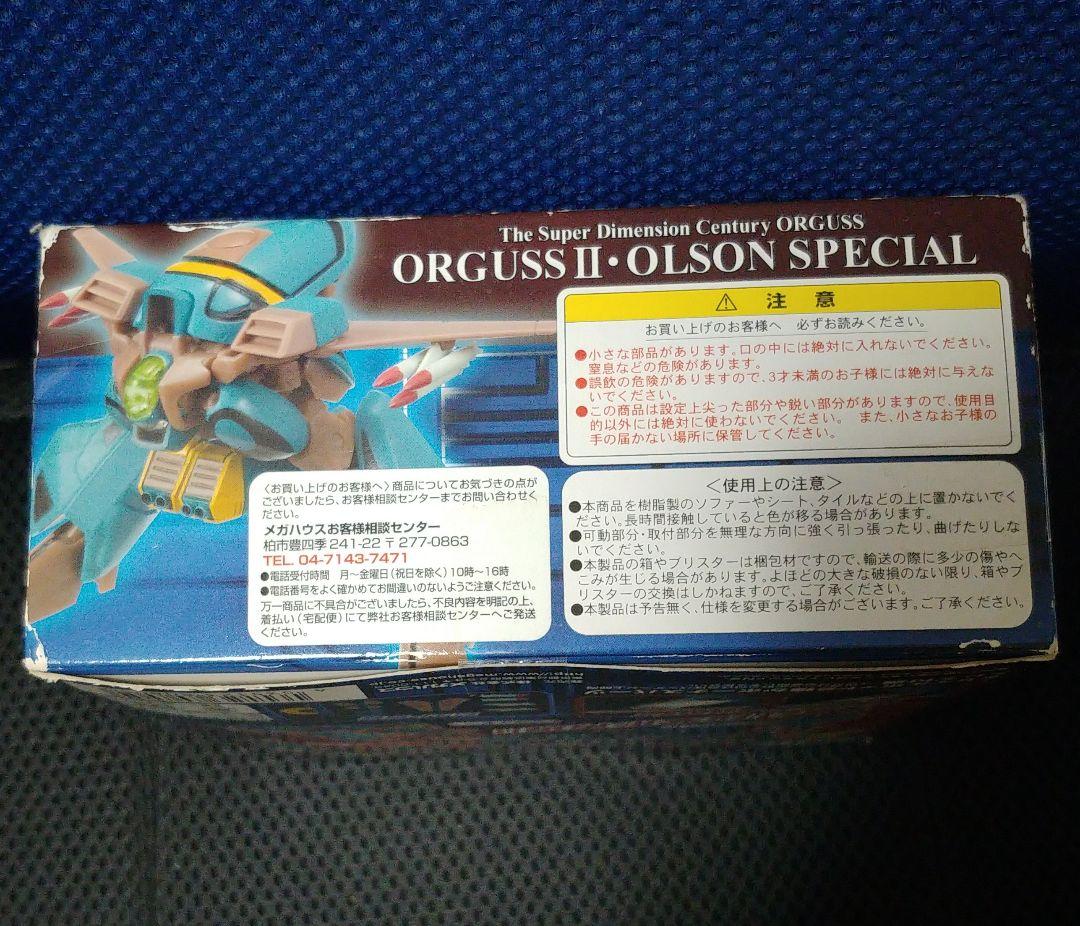 The Super Dimension Century ORGUSS
ORGUSS II・OLSON SPECIAL
⚠ 注意
お買い上げのお客様へ 必ずお読みください。
●小さな部品があります。口の中には絶対に入れないでください。
窒息などの危険があります。
●誤飲の危険がありますので、3才未満のお子様には絶対に与えな
いでください。
●この商品は設定上尖った部分や鋭い部分がありますので、使用目
的以外には絶対に使わないでください。 また、小さなお子様の
手の届かない場所に保管してください。
〈お買い上げのお客様へ〉商品についてお気づきの点が
ございましたら、お客様相談センターまでお問い合わせく
ださい。
メガハウスお客様相談センター
柏市豊四季241-22 〒277-0863
TEL. 04-7143-7471
●電話受付時間 月〜金曜日(祝日を除く)10時〜16時
●電話番号をよく確かめてお間違いのないようご注意ください。
万一商品に不具合がございましたら、不良内容を明記の上、
着払い(宅配便)にて弊社お客様相談センターへご発送
ください。
＜使用上の注意＞
●本商品を樹脂製のソファーやシート、タイルなどの上に置かないでく
ださい。長時間接触していると色が移る場合があります。
●可動部分・取付部分を無理な方向に強く引っ張ったり、曲げたりしな
いでください。
●本製品の箱やブリスターは梱包材ですので、輸送の際に多少の傷やへ
こみが生じる場合があります。よほどの大きな破損のない限り、箱やブ
リスターの交換はしかねますので、ご了承ください。
●本製品は予告無く、仕様を変更する場合がございます。ご了承ください。